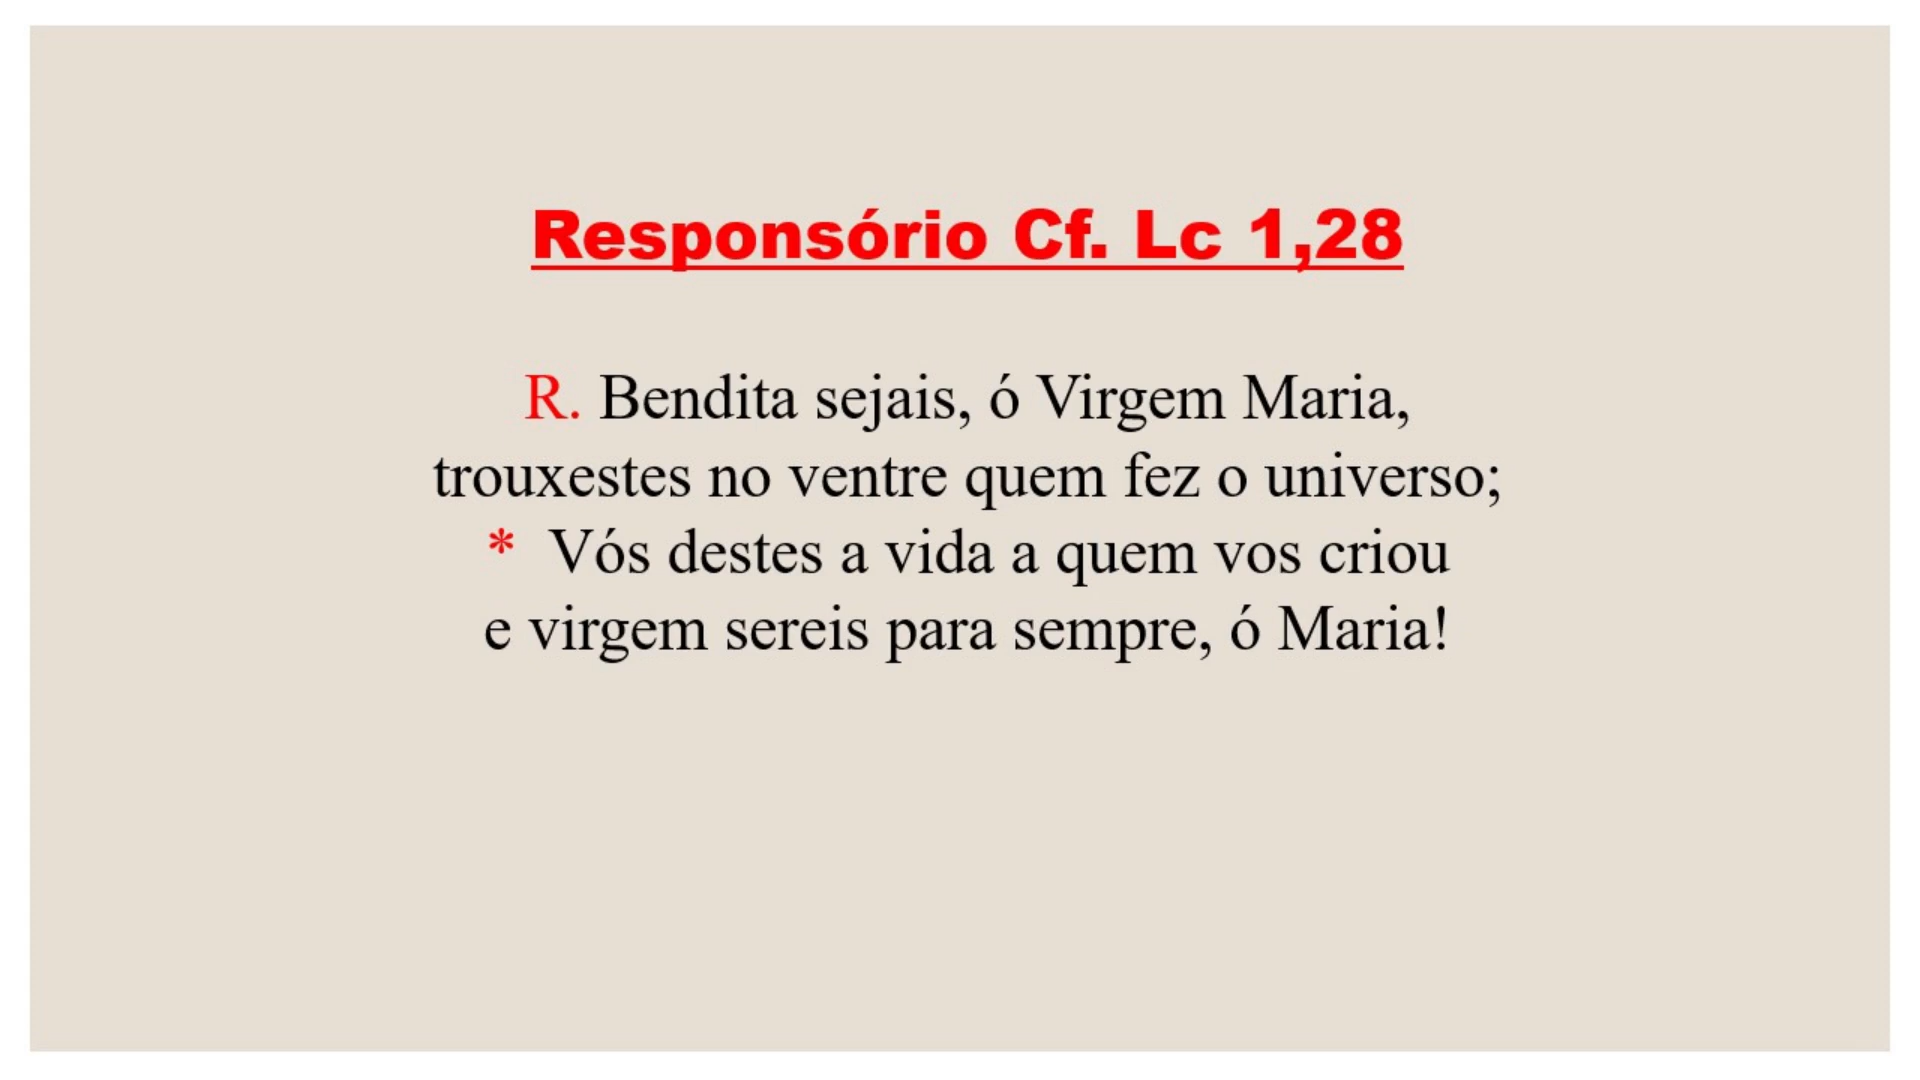 Responsório Cf. Lc 1,28
R. Bendita sejais, ó Virgem Maria,
trouxestes no ventre quem fez o universo;
* Vós destes a vida a quem vos criou
e virgem sereis para sempre, ó Maria!